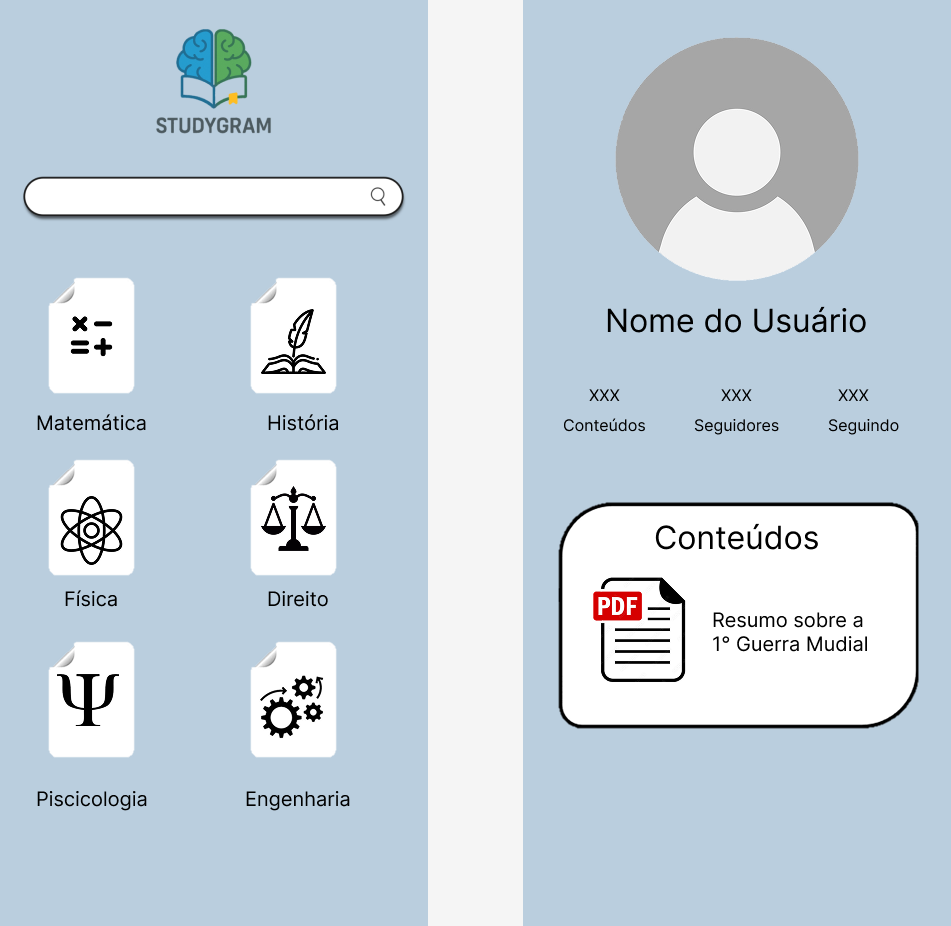 STUDYGRAM
Matemática
História
Física
Direito
Piscicologia
Engenharia
Nome do Usuário
XXX
XXX
XXX
Conteúdos
Seguidores
Seguindo
Conteúdos
PDF
Resumo sobre a
1° Guerra Mudial